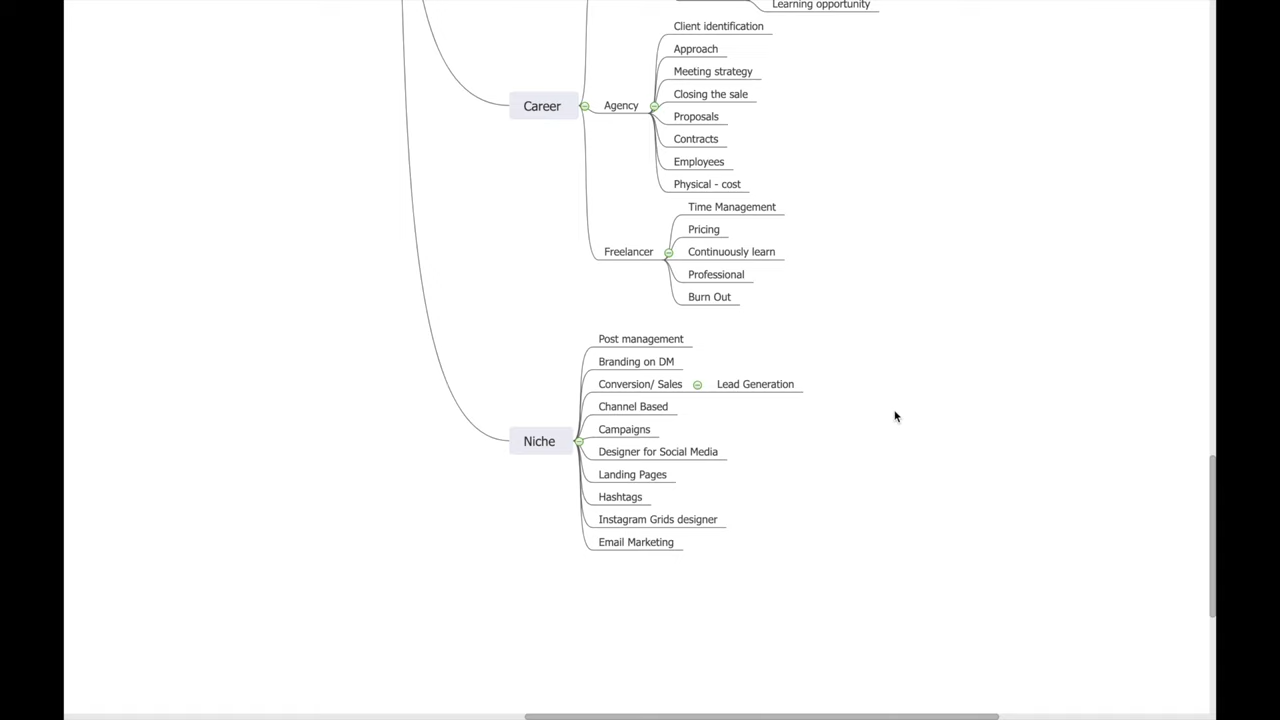 Learning opportunity
Client identification
Approach
Meeting strategy
Closing the sale
Career
Agency
Proposals
Contracts
Employees
Physical - cost
Time Management
Pricing
Freelancer
Continuously learn
Professional
Burn Out
Post management
Branding on DM
Conversion/ Sales
Lead Generation
Channel Based
Campaigns
Niche
Designer for Social Media
Landing Pages
Hashtags
Instagram Grids designer
Email Marketing